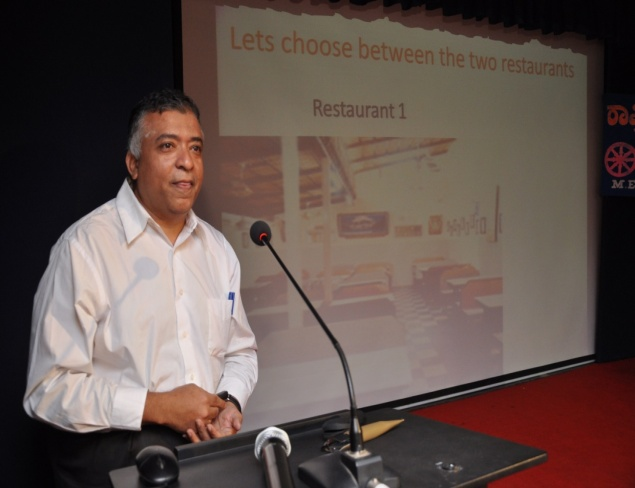 Lets choose between the two restaurants
Restaurant 1
M.E